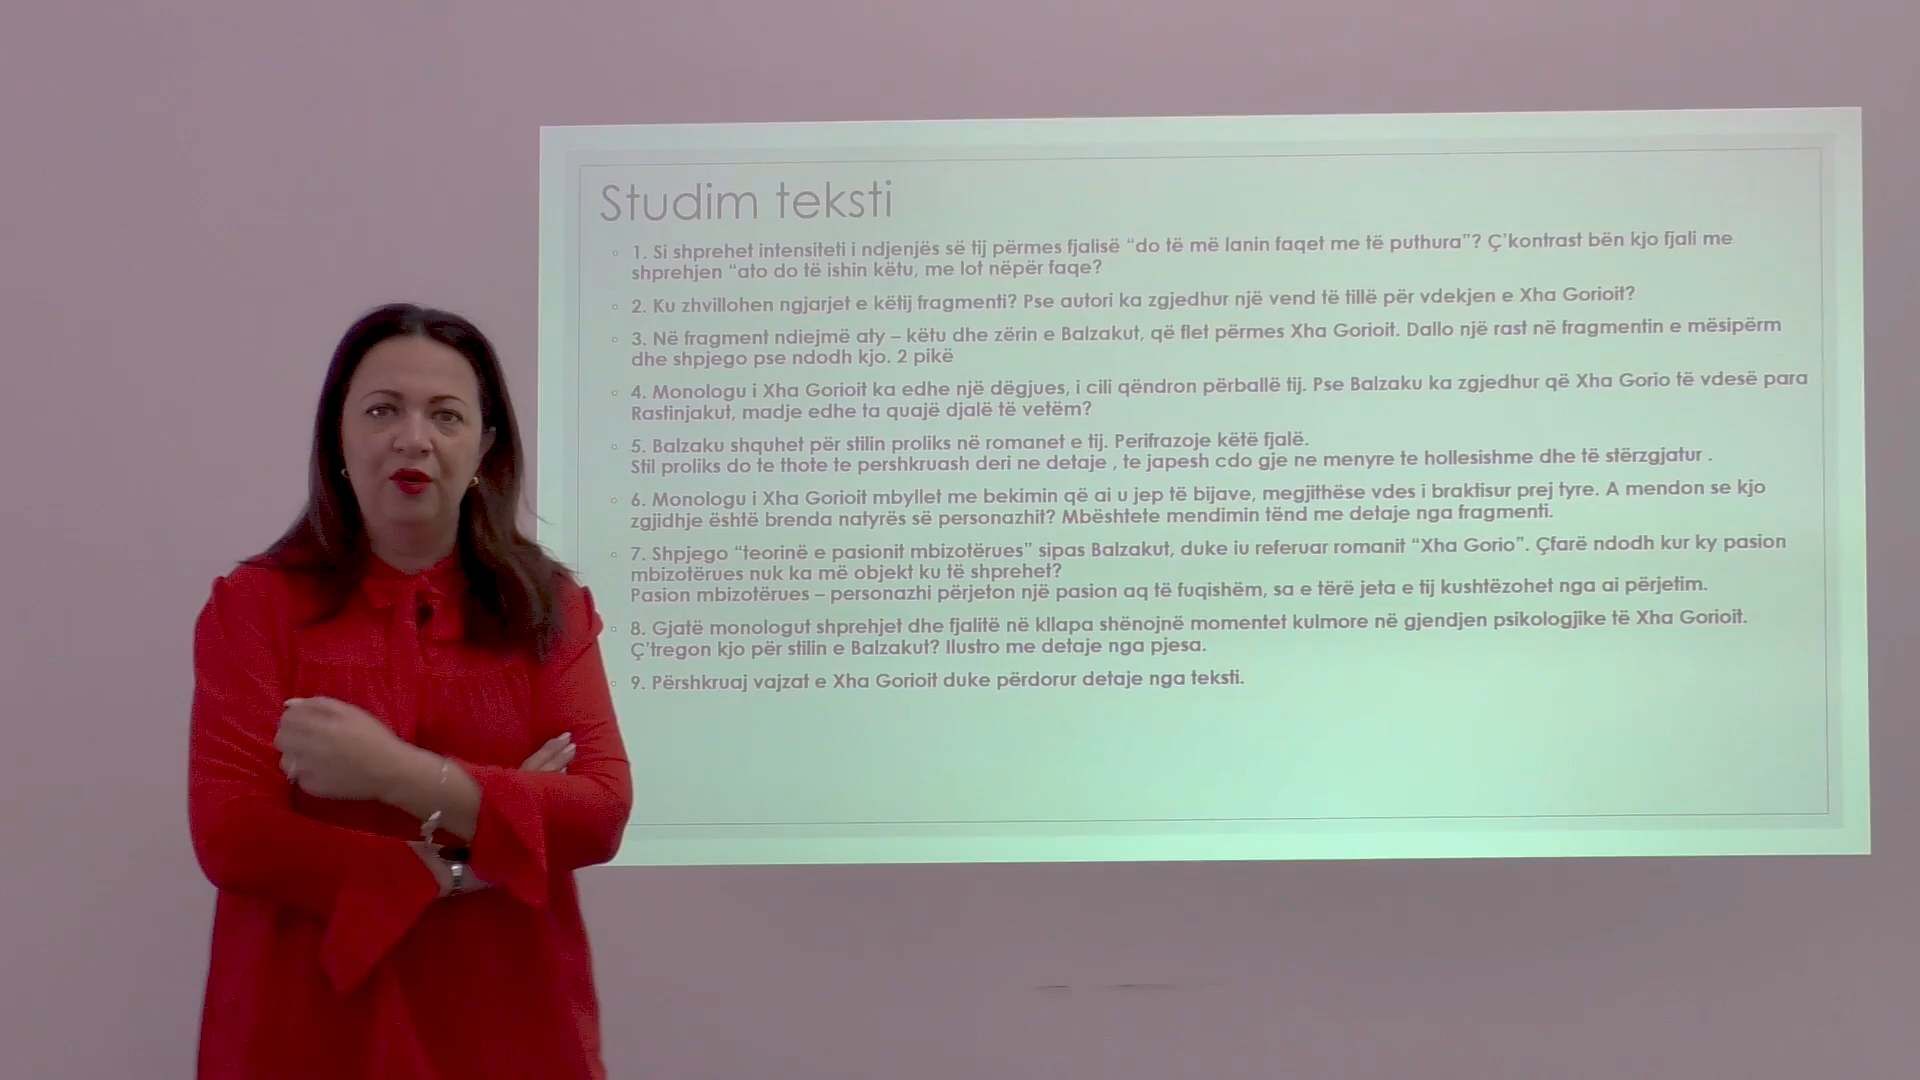 Studim teksti
1. Si shprehet intensiteti i ndjenjës së tij përmes fjalisë “do të më lanin faqet me të puthura”? Ç’kontrast bën kjo fjali me
shprehjen “ato do të ishin këtu, me lot nëpër faqe?
2. Ku zhvillohen ngjarjet e këtij fragmenti? Pse autori ka zgjedhur një vend të tillë për vdekjen e Xha Gorioit?
3. Në fragment ndiejmë aty – këtu dhe zërin e Balzakut, që flet përmes Xha Gorioit. Dallo një rast në fragmentin e mësipërm
dhe shpjego pse ndodh kjo. 2 pikë
4. Monologu i Xha Gorioit ka edhe një dëgjues, i cili qëndron përballë tij. Pse Balzaku ka zgjedhur që Xha Gorio të vdesë para
Rastinjakut, madje edhe ta quajë djalë të vetëm?
5. Balzaku shquhet për stilin proliks në romanet e tij. Perifrazoje këtë fjalë.
Stil proliks do te thote te pershkruash deri ne detaje , te japesh cdo gje ne menyre te hollesishme dhe të stërzgjatur .
6. Monologu i Xha Gorioit mbyllet me bekimin që ai u jep të bijave, megjithëse vdes i braktisur prej tyre. A mendon se kjo
zgjidhje është brenda natyrës së personazhit? Mbështete mendimin tënd me detaje nga fragmenti.
7. Shpjego “teorinë e pasionit mbizotërues” sipas Balzakut, duke iu referuar romanit “Xha Gorio”. Çfarë ndodh kur ky pasion
mbizotërues nuk ka më objekt ku të shprehet?
Pasion mbizotërues – personazhi përjeton një pasion aq të fuqishëm, sa e tërë jeta e tij kushtëzohet nga ai përjetim.
8. Gjatë monologut shprehjet dhe fjalitë në kllapa shënojnë momentet kulmore në gjendjen psikologjike të Xha Gorioit.
Ç’tregon kjo për stilin e Balzakut? Ilustro me detaje nga pjesa.
9. Përshkruaj vajzat e Xha Gorioit duke përdorur detaje nga teksti.